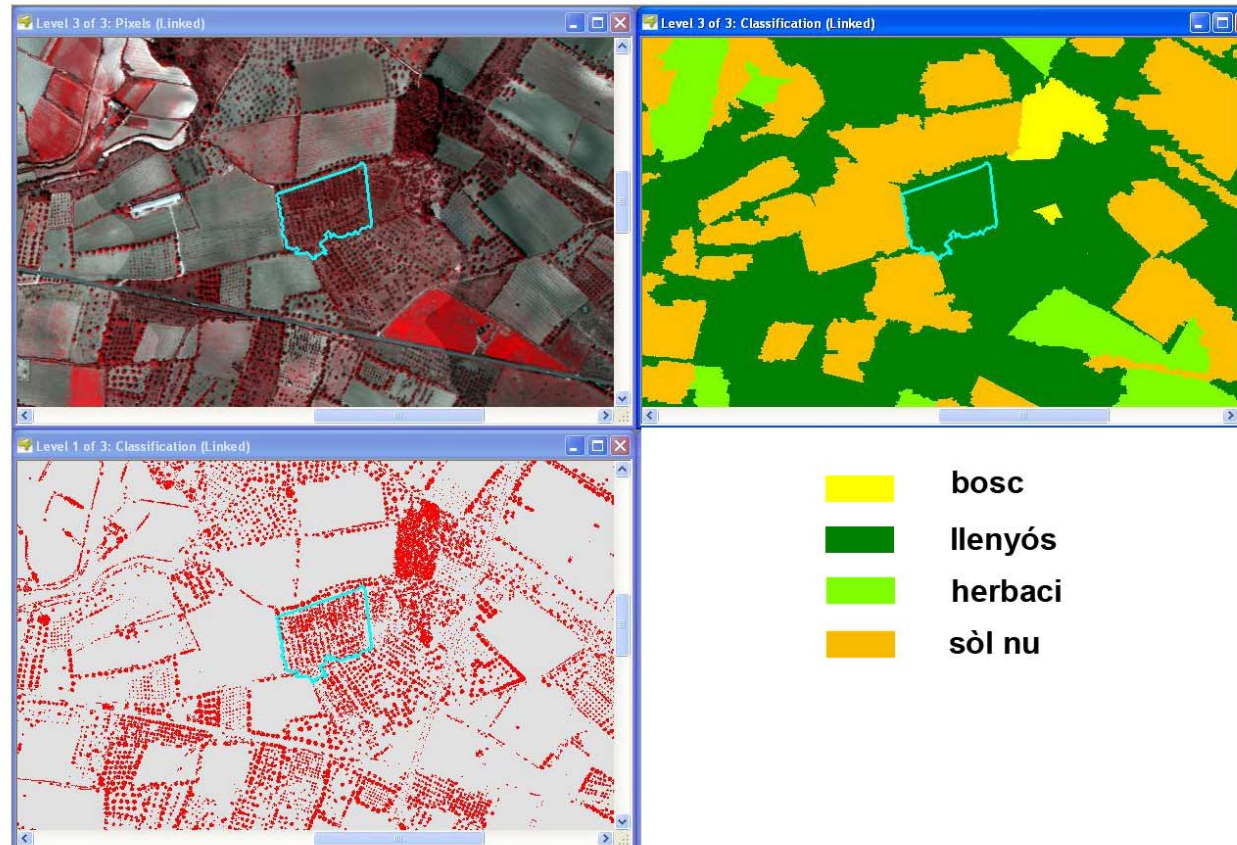 Level 3 of 3: Pixels (Linked)
Level 3 of 3: Classification (Linked)
Level 1 of 3: Classification (Linked)
bosc
llenyós
herbaci
sòl nu